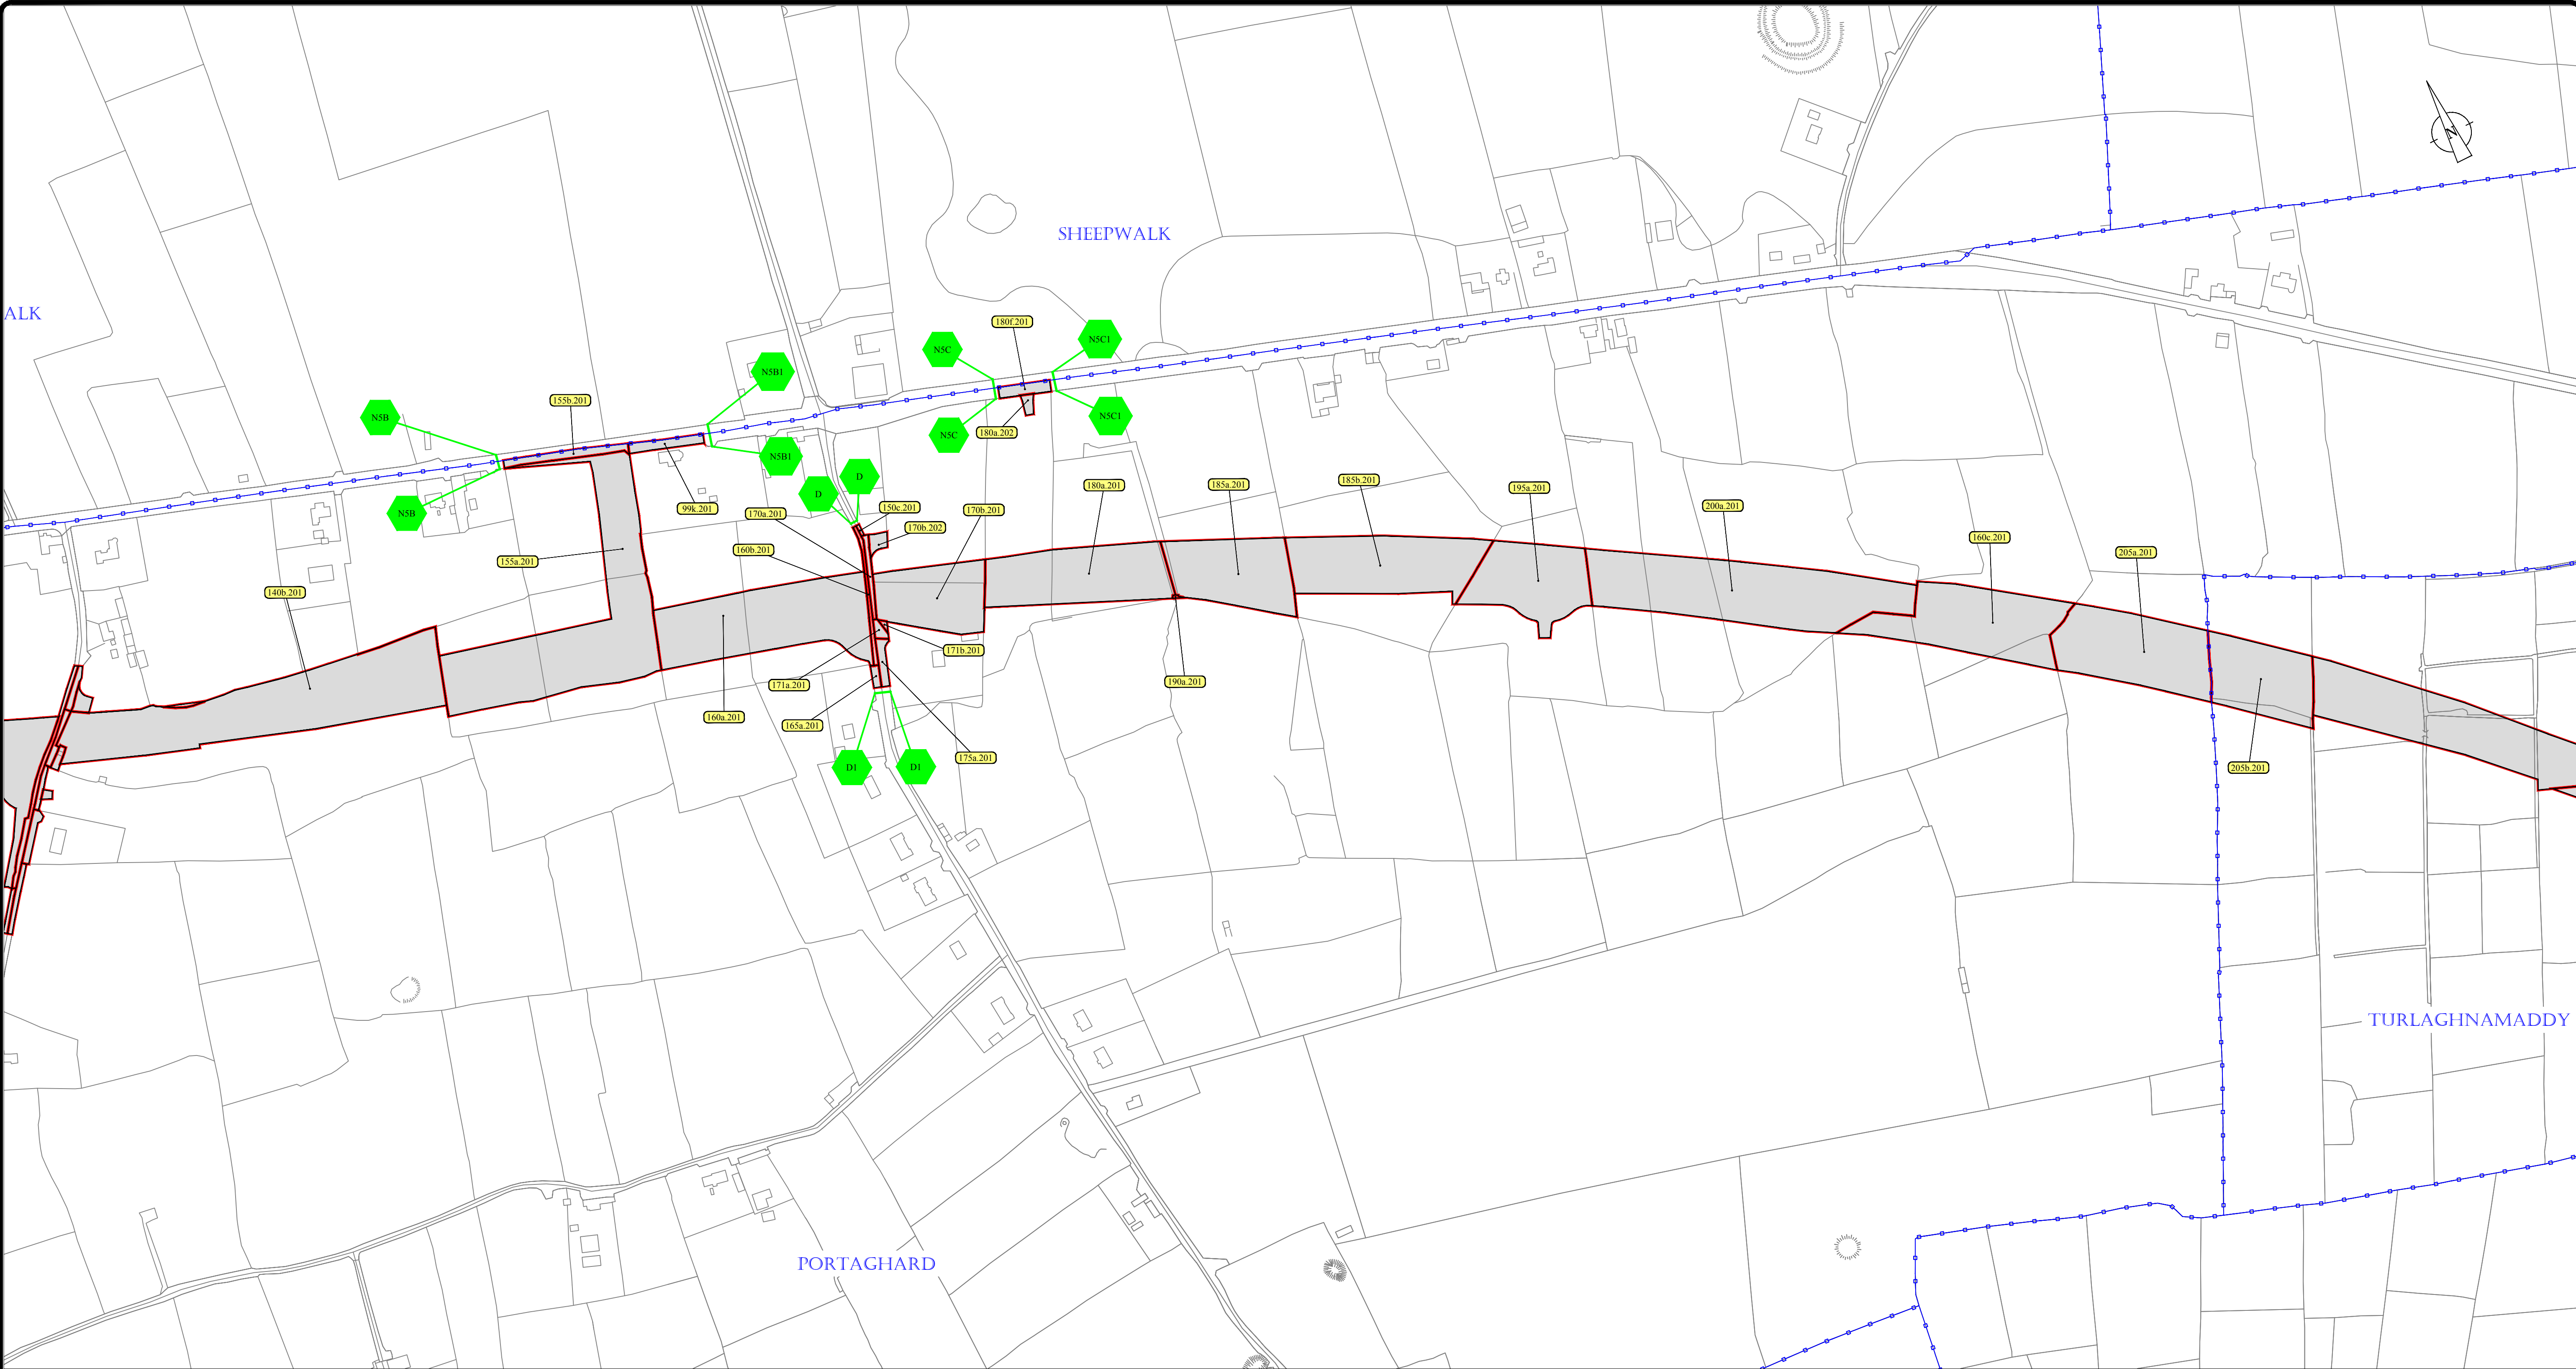 N
SHEEPWALK
ALK
180f.201
N5C
N5C1
N5B1
155b.201
N5B
N5C
N5C1
180a.202
N5B1
D
D
180a.201
185a.201
185b.201
195a.201
200a.201
99k.201
N5B
170a.201
150c.201
170b.201
170b.202
160b.201
155a.201
160c.201
205a.201
140b.201
171b.201
171a.201
190a.201
160a.201
165a.201
175a.201
D1
D1
205b.201
TURLAGHNAMADDY
PORTAGHARD